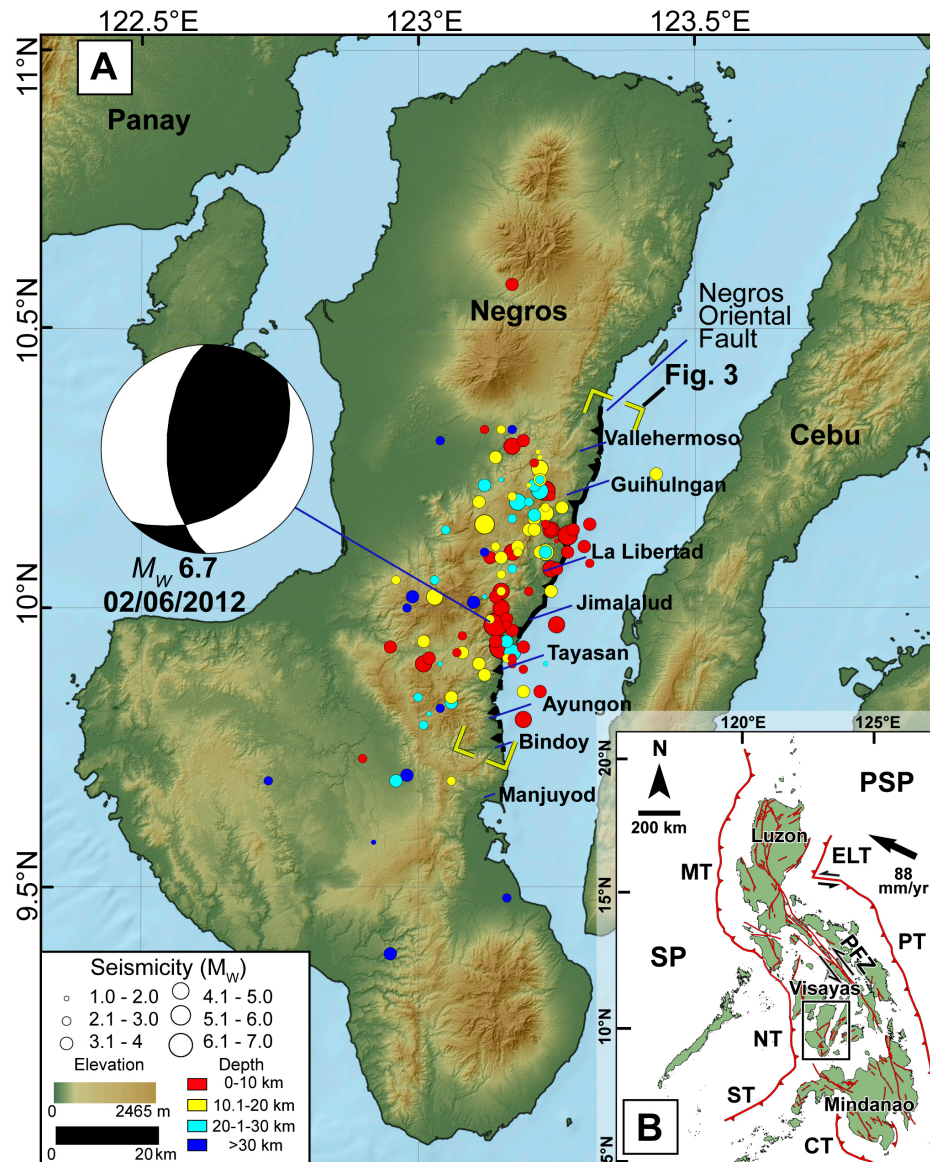 122.5°E 123°E 123.5°E
11°N
10.5°N
10°N
9.5°N
A
Panay
Negros
Negros
Oriental
Fault
Fig. 3
Cebu
Vallehermoso
Guihulngan
La Libertad
Jimalalud
Tayasan
Ayungon
Bindoy
Manjuyod
MW 6.7
02/06/2012
Seismicity (MW)
1.0 - 2.0
2.1 - 3.0
3.1 - 4
4.1 - 5.0
5.1 - 6.0
6.1 - 7.0
Elevation
0 2465 m
0 20 km
Depth
0-10 km
10.1-20 km
20-1-30 km
>30 km
120°E 125°E
20°N
15°N
10°N
5°N
N
200 km
PSP
Luzon
ELT
88
mm/yr
MT
PT
SP
PFZ
Visayas
NT
ST
Mindanao
CT
B